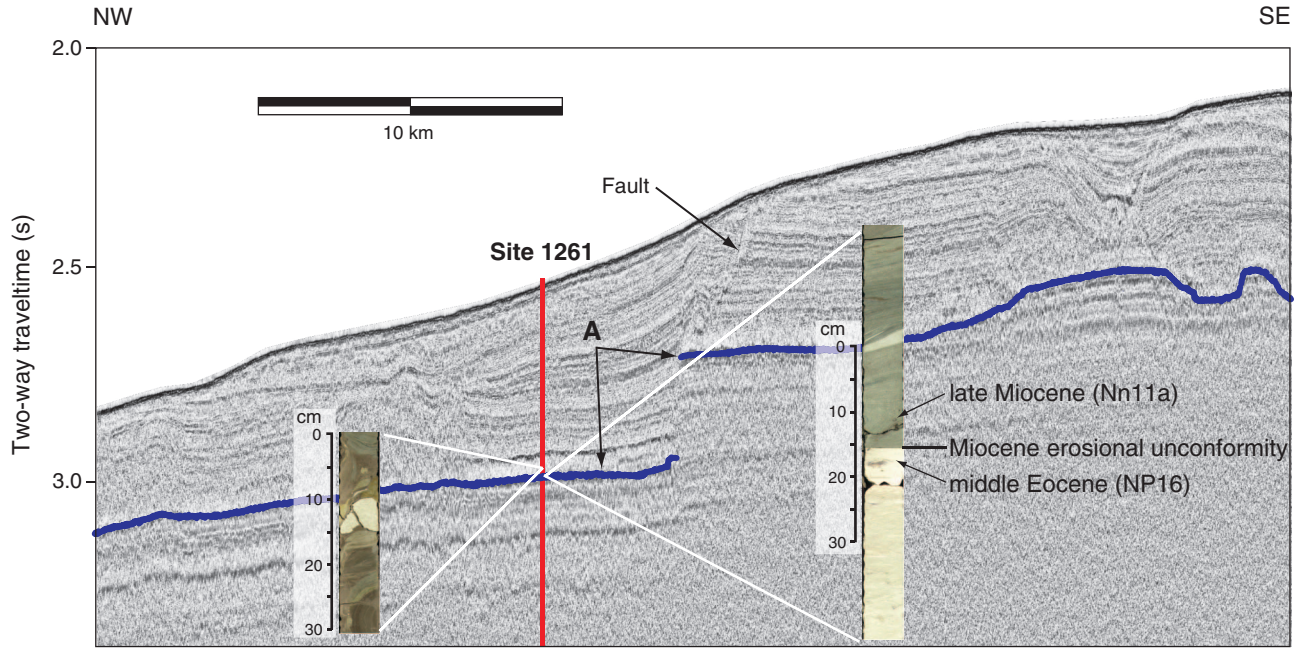 NW
SE
2.0
10 km
Fault
Site 1261
2.5
A
cm
0
10
20
30
late Miocene (Nn11a)
Miocene erosional unconformity
middle Eocene (NP16)
cm
0
10
20
30
3.0
Two-way traveltime (s)